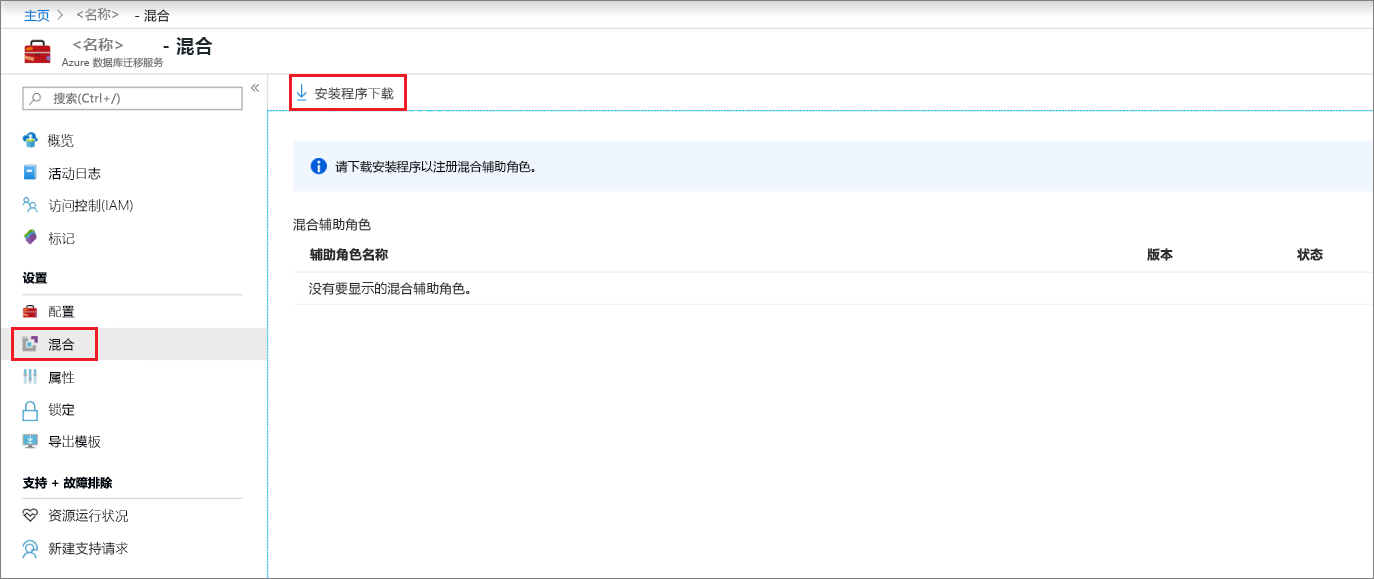 主页 > <名称> - 混合
<名称> - 混合
Azure 数据库迁移服务
搜索(Ctrl+/)
«
概览
活动日志
访问控制(IAM)
标记
设置
配置
混合
属性
锁定
导出模板
支持 + 故障排除
资源运行状况
新建支持请求
安装程序下载
请下载安装程序以注册混合辅助角色。
混合辅助角色
辅助角色名称 版本 状态
没有要显示的混合辅助角色。